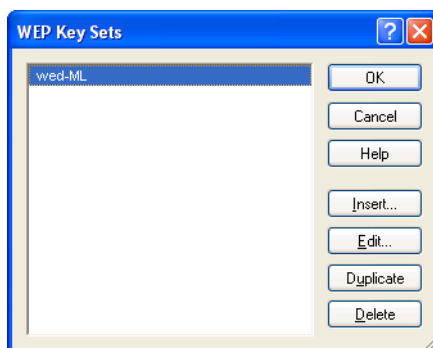 WEP Key Sets
wed-ML
OK
Cancel
Help
Insert...
Edit...
Duplicate
Delete